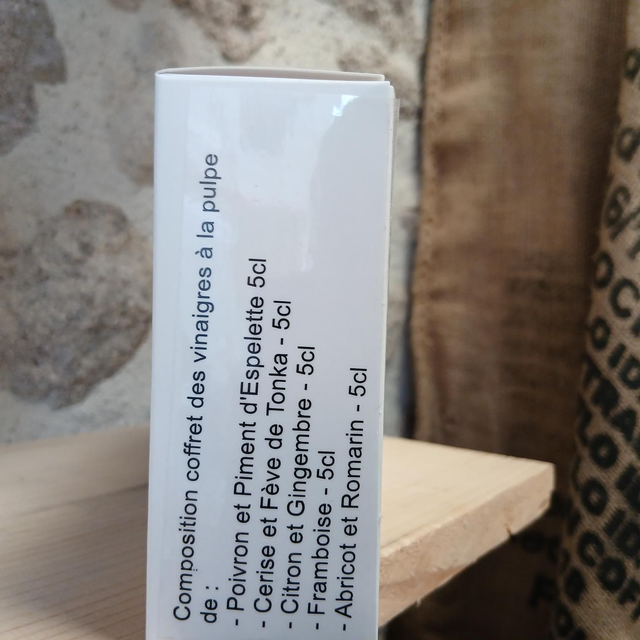 Composition coffret des vinaigres à la pulpe
de :
- Poivron et Piment d'Espelette 5cl
- Cerise et Fève de Tonka - 5cl
- Citron et Gingembre - 5cl
- Framboise - 5cl
- Abricot et Romarin - 5cl